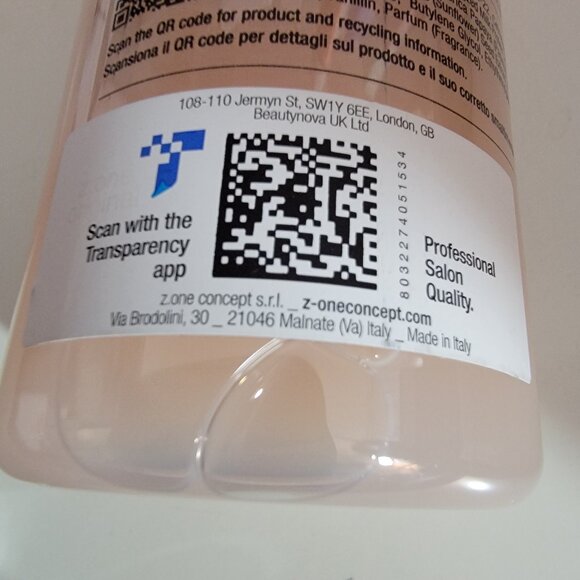 Parfum (Fragrance).
Butylene Glycol
Scan the QR code for product and recycling information.
Scansiona il QR code per dettagli sul prodotto e il suo corretto
108-110 Jermyn St, SW1Y 6EE, London, GB
Beautynova UK Ltd
Scan with the
Transparency
app
8032274051534
Professional
Salon
Quality.
z.one concept s.r.l. _ z-oneconcept.com
Via Brodolini, 30 _ 21046 Malnate (Va) Italy _ Made in Italy